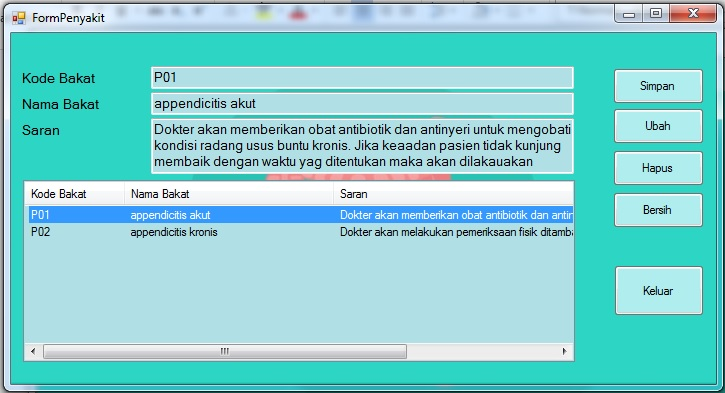 FormPenyakit
Kode Bakat
P01
Nama Bakat
appendicitis akut
Saran
Dokter akan memberikan obat antibiotik dan antinyeri untuk mengobati
kondisi radang usus buntu kronis. Jika keaadan pasien tidak kunjung
membaik dengan waktu yag ditentukan maka akan dilakauakan
Simpan
Ubah
Hapus
Bersih
Keluar
Kode Bakat Nama Bakat Saran
P01 appendicitis akut Dokter akan memberikan obat antibiotik dan antin
P02 appendicitis kronis Dokter akan melakukan pemeriksaan fisik ditamba